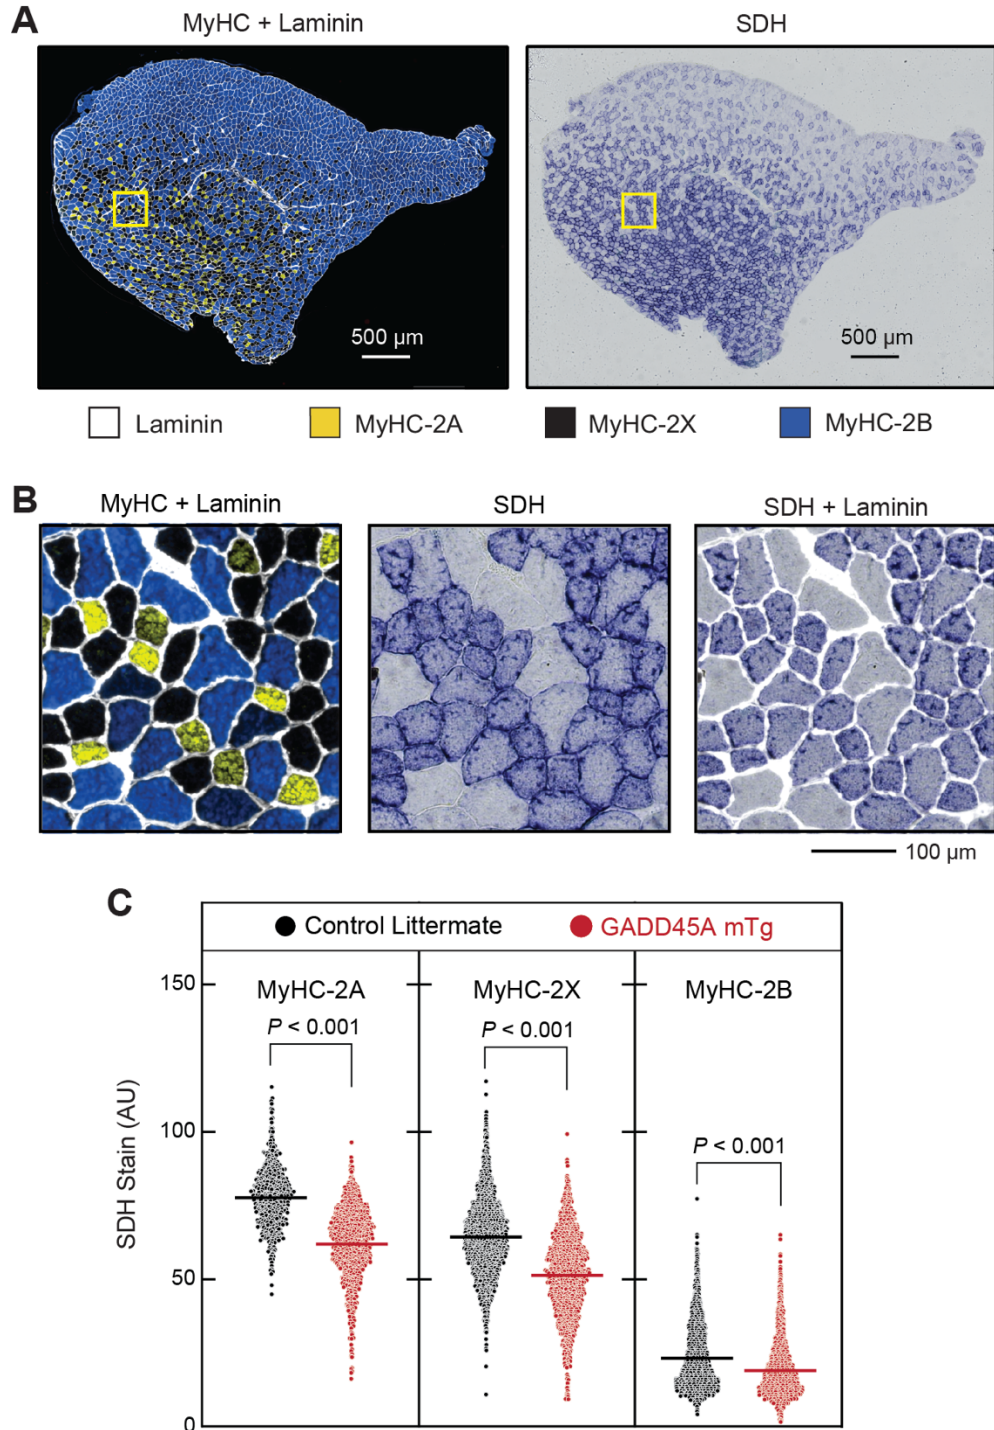 A
MyHC + Laminin
SDH
500 µm
500 µm
Laminin
MyHC-2A
MyHC-2X
MyHC-2B
B
MyHC + Laminin
SDH
SDH + Laminin
100 µm
C
Control Littermate
GADD45A mTg
150
MyHC-2A
MyHC-2X
MyHC-2B
P < 0.001
P < 0.001
100
P < 0.001
SDH Stain (AU)
50
0